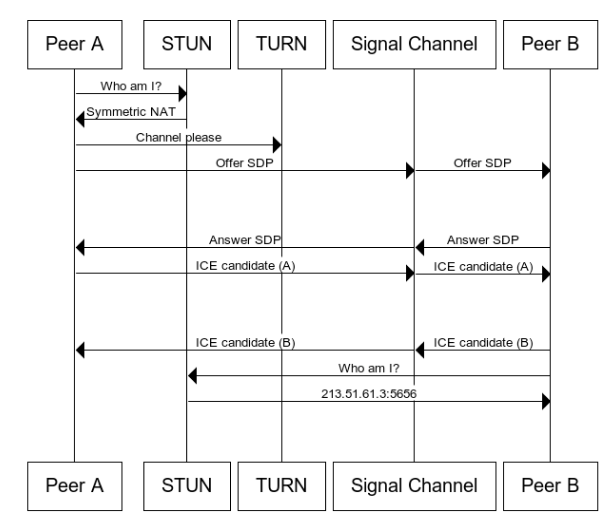 Peer A
STUN
TURN
Signal Channel
Peer B
Who am I?
Symmetric NAT
Channel please
Offer SDP
Offer SDP
Answer SDP
Answer SDP
ICE candidate (A)
ICE candidate (A)
ICE candidate (B)
ICE candidate (B)
Who am I?
213.51.61.3:5656
Peer A
STUN
TURN
Signal Channel
Peer B